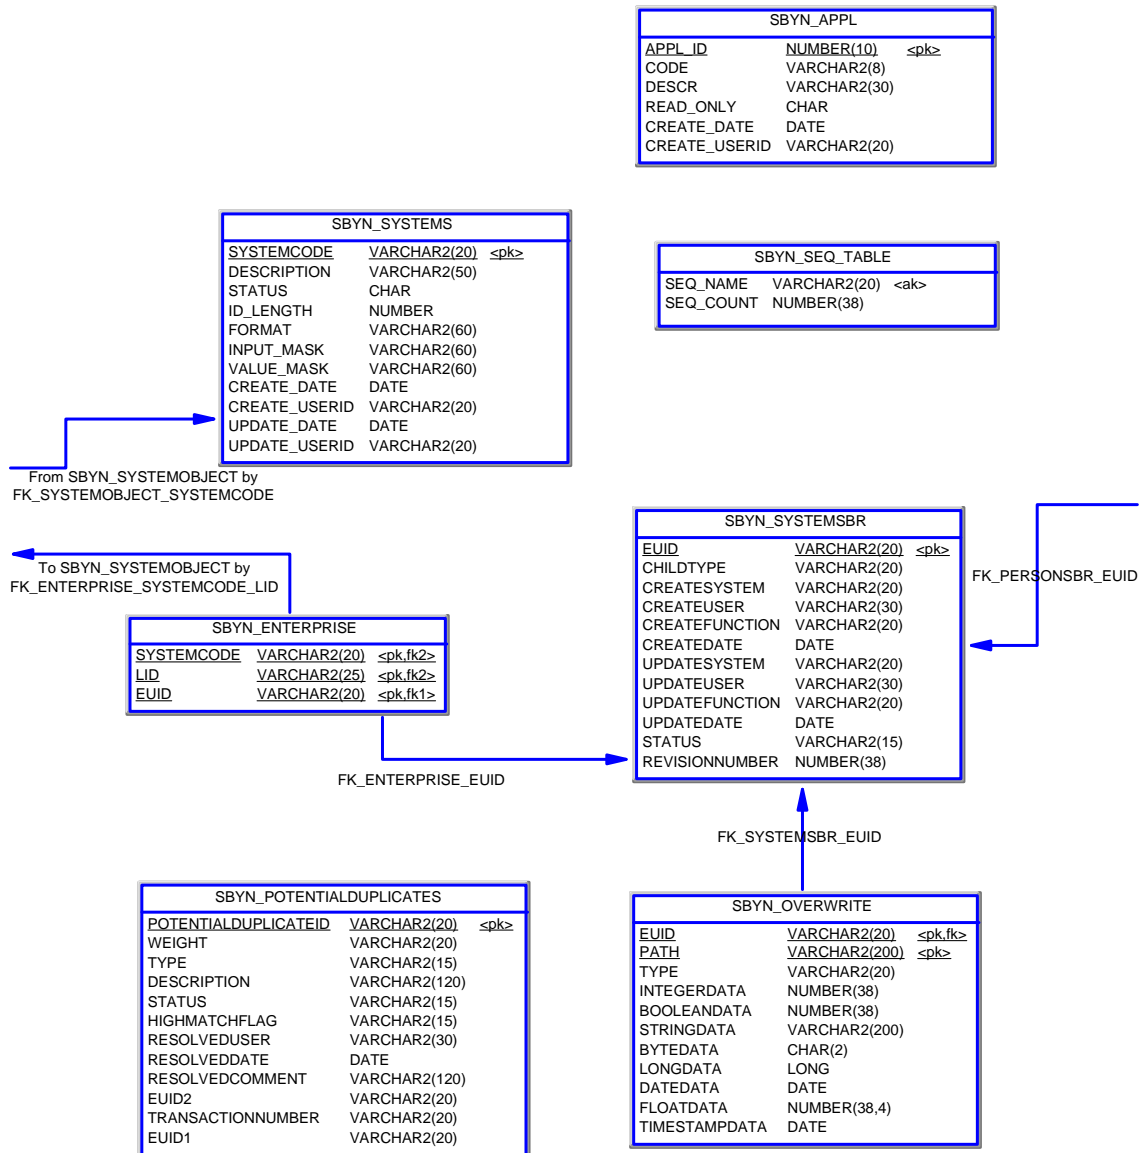 SBYN_APPL
APPL_ID NUMBER(10) <pk>
CODE VARCHAR2(8)
DESCR VARCHAR2(30)
READ_ONLY CHAR
CREATE_DATE DATE
CREATE_USERID VARCHAR2(20)
SBYN_SYSTEMS
SYSTEMCODE VARCHAR2(20) <pk>
DESCRIPTION VARCHAR2(50)
STATUS CHAR
ID_LENGTH NUMBER
FORMAT VARCHAR2(60)
INPUT_MASK VARCHAR2(60)
VALUE_MASK VARCHAR2(60)
CREATE_DATE DATE
CREATE_USERID VARCHAR2(20)
UPDATE_DATE DATE
UPDATE_USERID VARCHAR2(20)
SBYN_SEQ_TABLE
SEQ_NAME VARCHAR2(20) <ak>
SEQ_COUNT NUMBER(38)
From SBYN_SYSTEMOBJECT by
FK_SYSTEMOBJECT_SYSTEMCODE
To SBYN_SYSTEMOBJECT by
FK_ENTERPRISE_SYSTEMCODE_LID
SBYN_ENTERPRISE
SYSTEMCODE VARCHAR2(20) <pk,fk2>
LID VARCHAR2(25) <pk,fk2>
EUID VARCHAR2(20) <pk,fk1>
FK_ENTERPRISE_EUID
SBYN_SYSTEMSBR
EUID VARCHAR2(20) <pk>
CHILDTYPE VARCHAR2(20)
CREATESYSTEM VARCHAR2(20)
CREATEUSER VARCHAR2(30)
CREATEFUNCTION VARCHAR2(20)
CREATEDATE DATE
UPDATESYSTEM VARCHAR2(20)
UPDATEUSER VARCHAR2(30)
UPDATEFUNCTION VARCHAR2(20)
UPDATEDATE DATE
STATUS VARCHAR2(15)
REVISIONNUMBER NUMBER(38)
FK_PERSONSBR_EUID
FK_SYSTEMSBR_EUID
SBYN_POTENTIALDUPLICATES
POTENTIALDUPLICATEID VARCHAR2(20) <pk>
WEIGHT VARCHAR2(20)
TYPE VARCHAR2(15)
DESCRIPTION VARCHAR2(120)
STATUS VARCHAR2(15)
HIGHMATCHFLAG VARCHAR2(15)
RESOLVEDUSER VARCHAR2(30)
RESOLVEDDATE DATE
RESOLVEDCOMMENT VARCHAR2(120)
EUID2 VARCHAR2(20)
TRANSACTIONNUMBER VARCHAR2(20)
EUID1 VARCHAR2(20)
SBYN_OVERWRITE
EUID VARCHAR2(20) <pk,fk>
PATH VARCHAR2(200) <pk>
TYPE VARCHAR2(20)
INTEGERDATA NUMBER(38)
BOOLEANDATA NUMBER(38)
STRINGDATA VARCHAR2(200)
BYTEDATA CHAR(2)
LONGDATA LONG
DATEDATA DATE
FLOATDATA NUMBER(38,4)
TIMESTAMPDATA DATE